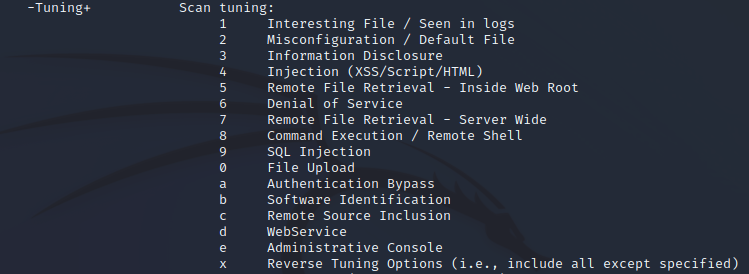 -Tuning+ Scan tuning:
1 Interesting File / Seen in logs
2 Misconfiguration / Default File
3 Information Disclosure
4 Injection (XSS/Script/HTML)
5 Remote File Retrieval - Inside Web Root
6 Denial of Service
7 Remote File Retrieval - Server Wide
8 Command Execution / Remote Shell
9 SQL Injection
0 File Upload
a Authentication Bypass
b Software Identification
c Remote Source Inclusion
d WebService
e Administrative Console
x Reverse Tuning Options (i.e., include all except specified)